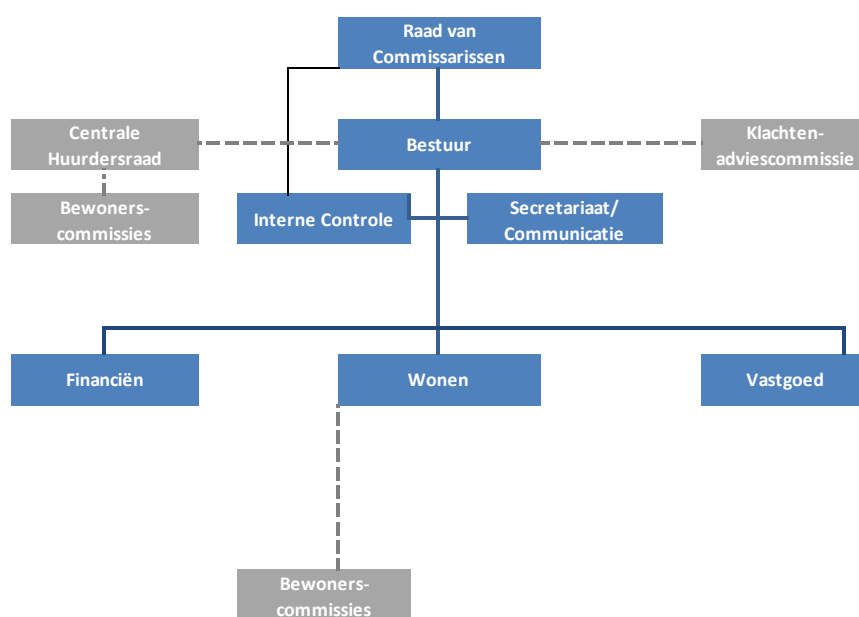 Raad van
Commissarissen
Centrale
Huurdersraad
Bestuur
Klachten-
adviescommissie
Bewoners-
commissies
Interne Controle
Secretariaat/
Communicatie
Financiën
Wonen
Vastgoed
Bewoners-
commissies